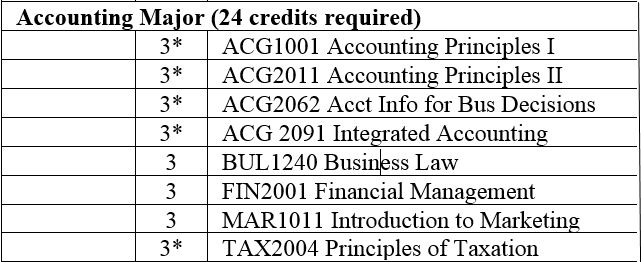 Accounting Major (24 credits required)
3* ACG1001 Accounting Principles I
3* ACG2011 Accounting Principles II
3* ACG2062 Acct Info for Bus Decisions
3* ACG 2091 Integrated Accounting
3 BUL1240 Business Law
3 FIN2001 Financial Management
3 MAR1011 Introduction to Marketing
3* TAX2004 Principles of Taxation